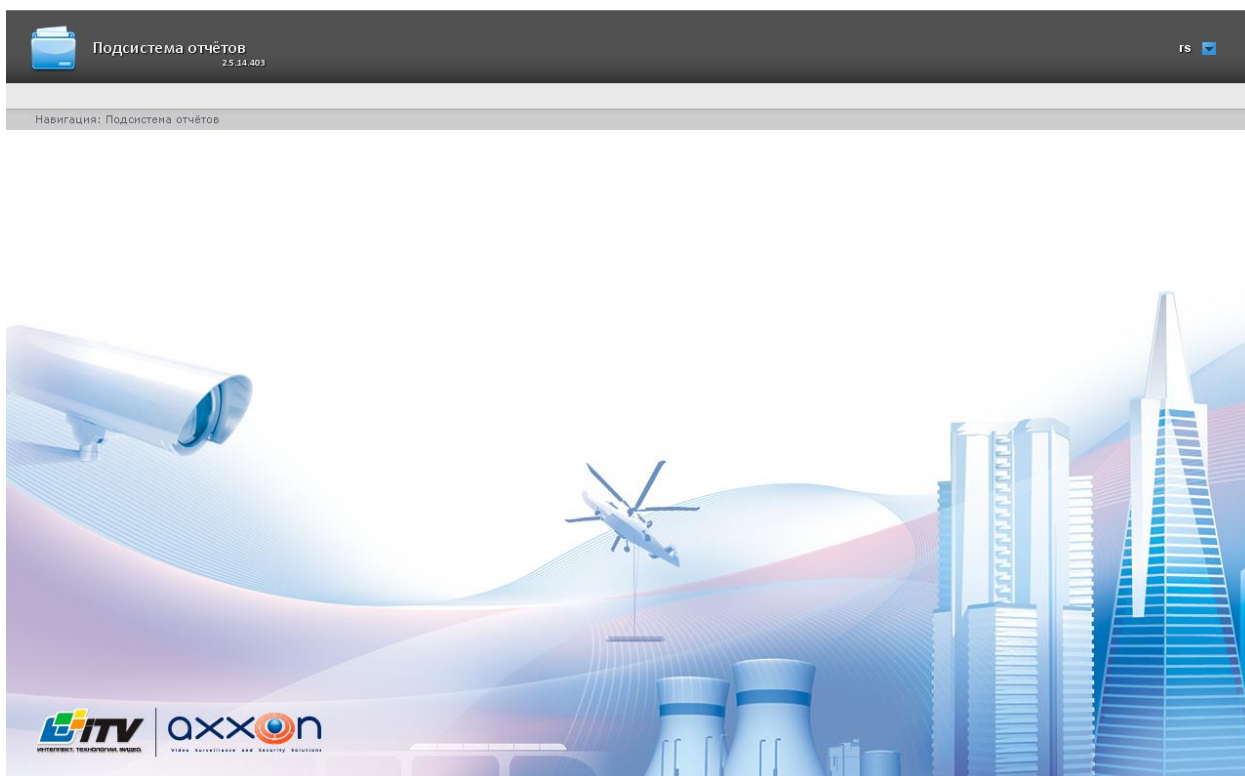 Подсистема отчётов
2.5.14.403
rs
Навигация: Подсистема отчётов
iTV
ИНТЕЛЛЕКТ. ТЕХНОЛОГИИ. ВИДЕО.
axxon
Video Surveillance and Security Solutions